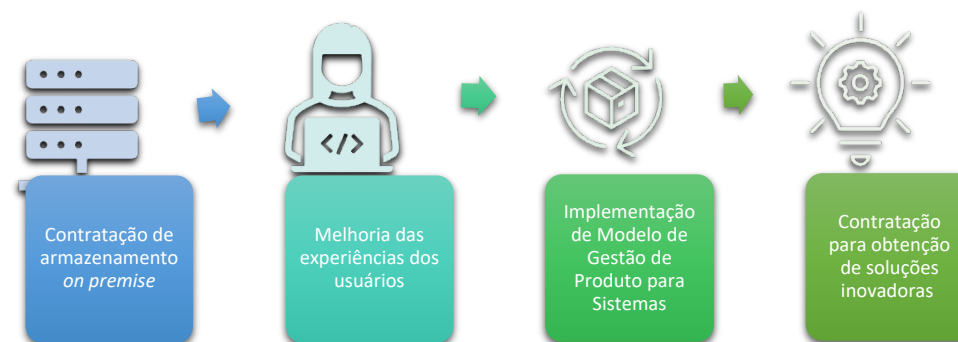 </>
Contratação de
armazenamento
on premise
Melhoria das
experiências dos
usuários
Implementação
de Modelo de
Gestão de
Produto para
Sistemas
Contratação
para obtenção
de soluções
inovadoras